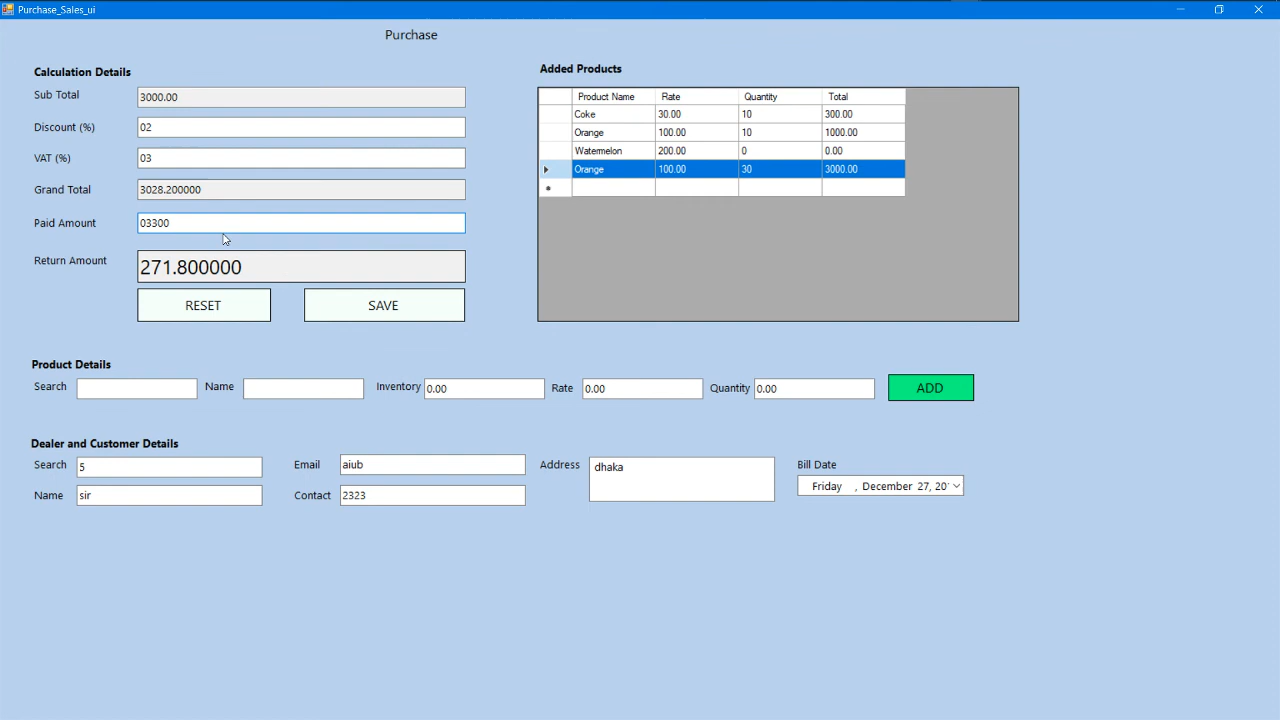 Purchase_Sales_ui
Purchase
Calculation Details
Sub Total 3000.00
Discount (%) 02
VAT (%) 03
Grand Total 3028.200000
Paid Amount 03300
Return Amount 271.800000
RESET SAVE
Added Products
Product Name Rate Quantity Total
Coke 30.00 10 300.00
Orange 100.00 10 1000.00
Watermelon 200.00 0 0.00
Orange 100.00 30 3000.00
Product Details
Search Name Inventory 0.00 Rate 0.00 Quantity 0.00 ADD
Dealer and Customer Details
Search 5 Email aiub Address dhaka Bill Date
Name sir Contact 2323 Friday , December 27, 20